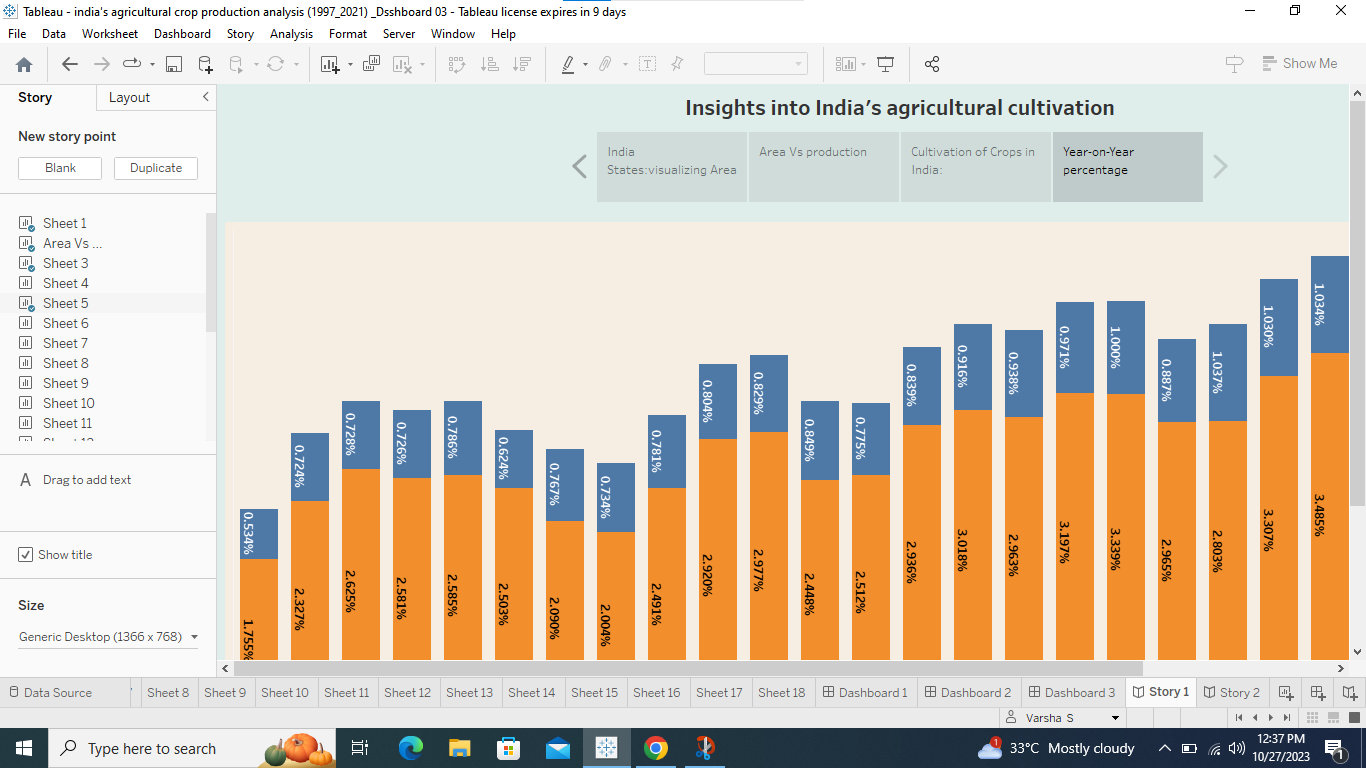 Tableau - india's agricultural crop production analysis (1997_2021) _Dsshboard 03 - Tableau license expires in 9 days
File Data Worksheet Dashboard Story Analysis Format Server Window Help
Show Me
Story Layout
New story point
Blank Duplicate
Sheet 1
Area Vs ...
Sheet 3
Sheet 4
Sheet 5
Sheet 6
Sheet 7
Sheet 8
Sheet 9
Sheet 10
Sheet 11
A Drag to add text
Show title
Size
Generic Desktop (1366 x 768)
Insights into India's agricultural cultivation
India
States:visualizing Area
Area Vs production
Cultivation of Crops in
India:
Year-on-Year
percentage
0.534%
1.755%
0.724%
2.327%
0.728%
2.625%
0.726%
2.581%
0.786%
2.585%
0.624%
2.503%
0.767%
2.090%
0.734%
2.004%
0.781%
2.491%
0.804%
2.920%
0.829%
2.977%
0.849%
2.448%
0.775%
2.512%
0.839%
2.936%
0.916%
3.018%
0.938%
2.963%
0.971%
3.197%
1.000%
3.339%
0.887%
2.965%
1.037%
2.803%
1.030%
3.307%
1.034%
3.485%
Data Source Sheet 8 Sheet 9 Sheet 10 Sheet 11 Sheet 12 Sheet 13 Sheet 14 Sheet 15 Sheet 16 Sheet 17 Sheet 18 Dashboard 1 Dashboard 2 Dashboard 3 Story 1 Story 2
Varsha S
Type here to search
1
33°C Mostly cloudy
12:37 PM
10/27/2023
1